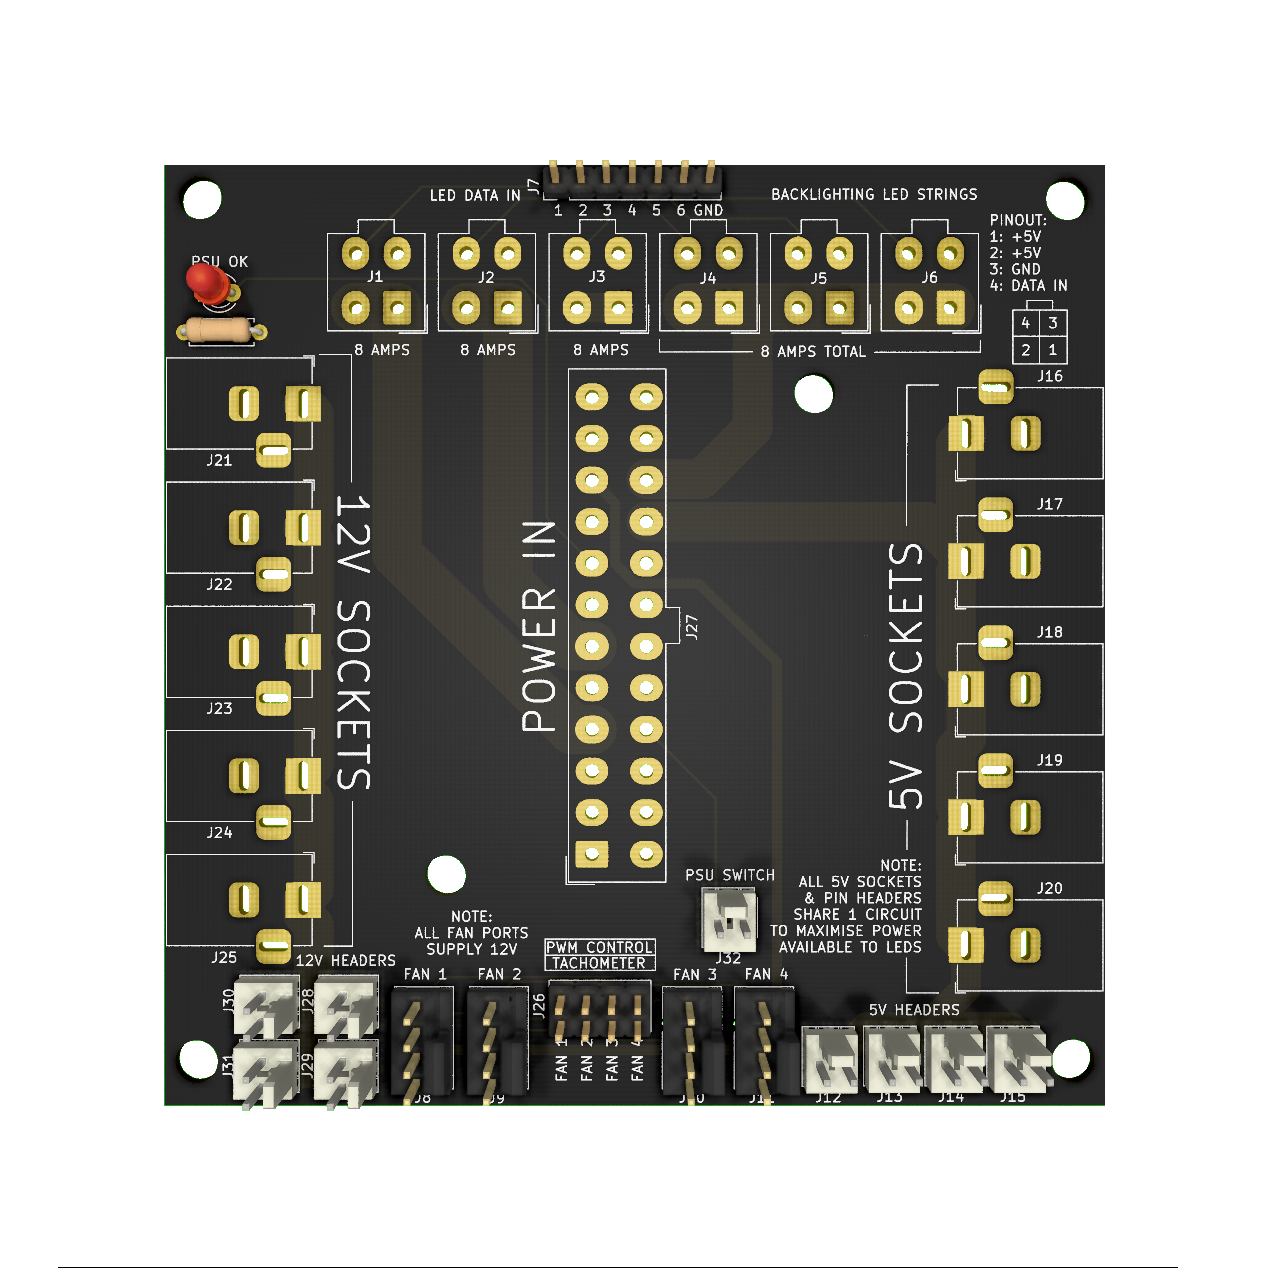 LED DATA IN
J7
1 2 3 4 5 6 GND
BACKLIGHTING LED STRINGS
PINOUT:
1: +5V
2: +5V
3: GND
4: DATA IN
4 3
2 1
PSU OK
J1
J2
J3
J4
J5
J6
8 AMPS
8 AMPS
8 AMPS
8 AMPS TOTAL
J21
J22
J23
J24
J25
12V SOCKETS
POWER IN
J27
5V SOCKETS
J16
J17
J18
J19
J20
NOTE:
ALL 5V SOCKETS
& PIN HEADERS
SHARE 1 CIRCUIT
TO MAXIMISE POWER
AVAILABLE TO LEDS
PSU SWITCH
J32
NOTE:
ALL FAN PORTS
SUPPLY 12V
PWM CONTROL
TACHOMETER
12V HEADERS
J30
J28
J31
J29
FAN 1
FAN 2
FAN 3
FAN 4
J26
FAN 1
FAN 2
FAN 3
FAN 4
5V HEADERS
J8
J9
J10
J11
J12
J13
J14
J15